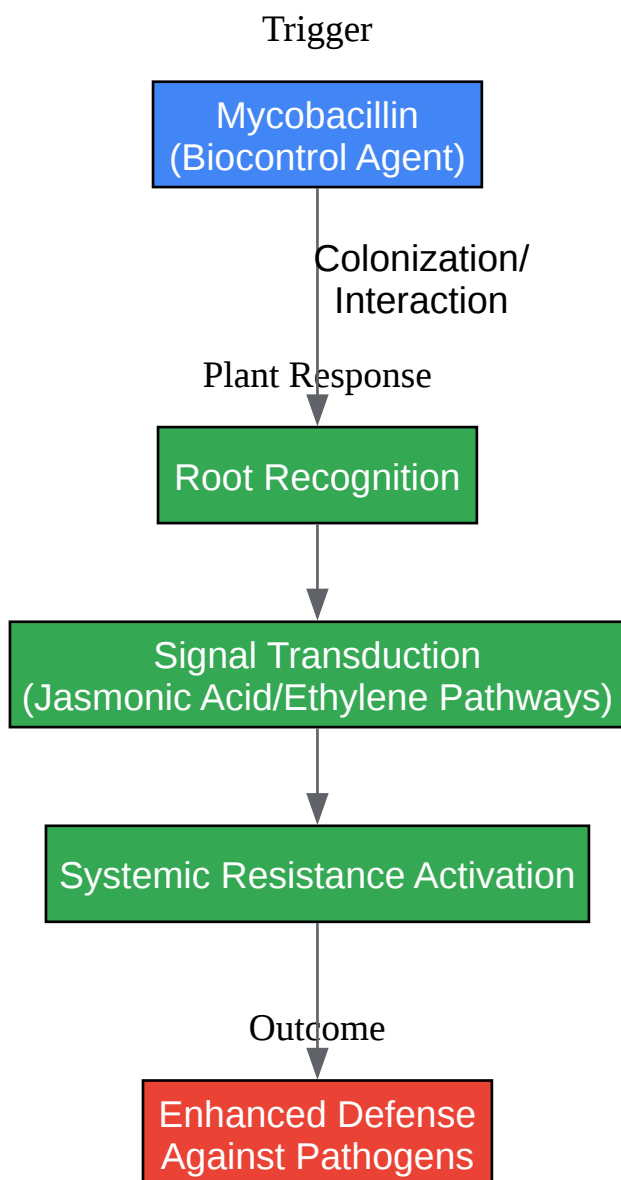 Trigger
Mycobacillin
(Biocontrol Agent)
Colonization/
Interaction
Plant Response
Root Recognition
Signal Transduction
(Jasmonic Acid/Ethylene Pathways)
Systemic Resistance Activation
Outcome
Enhanced Defense
Against Pathogens